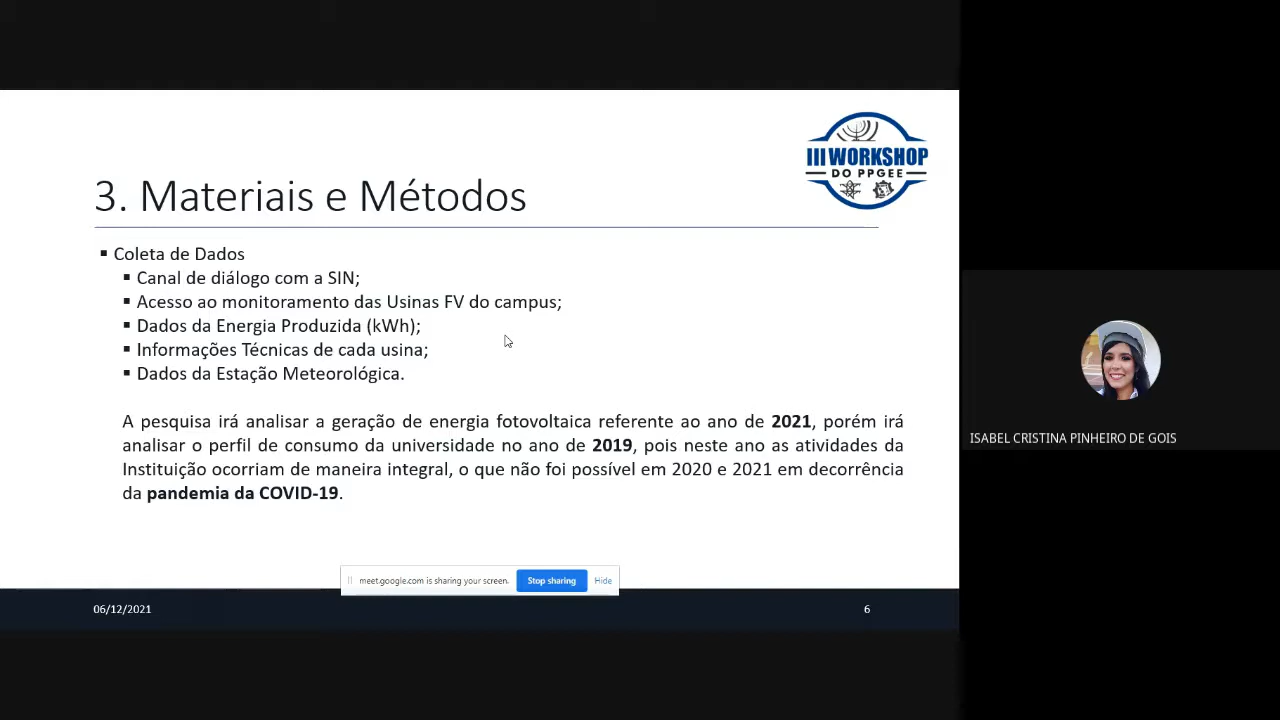 III WORKSHOP
DO PPGEE
3. Materiais e Métodos
▪ Coleta de Dados
▪ Canal de diálogo com a SIN;
▪ Acesso ao monitoramento das Usinas FV do campus;
▪ Dados da Energia Produzida (kWh);
▪ Informações Técnicas de cada usina;
▪ Dados da Estação Meteorológica.
A pesquisa irá analisar a geração de energia fotovoltaica referente ao ano de 2021, porém irá
analisar o perfil de consumo da universidade no ano de 2019, pois neste ano as atividades da
Instituição ocorriam de maneira integral, o que não foi possível em 2020 e 2021 em decorrência
da pandemia da COVID-19.
ISABEL CRISTINA PINHEIRO DE GOIS
meet.google.com is sharing your screen. Stop sharing Hide
06/12/2021 6